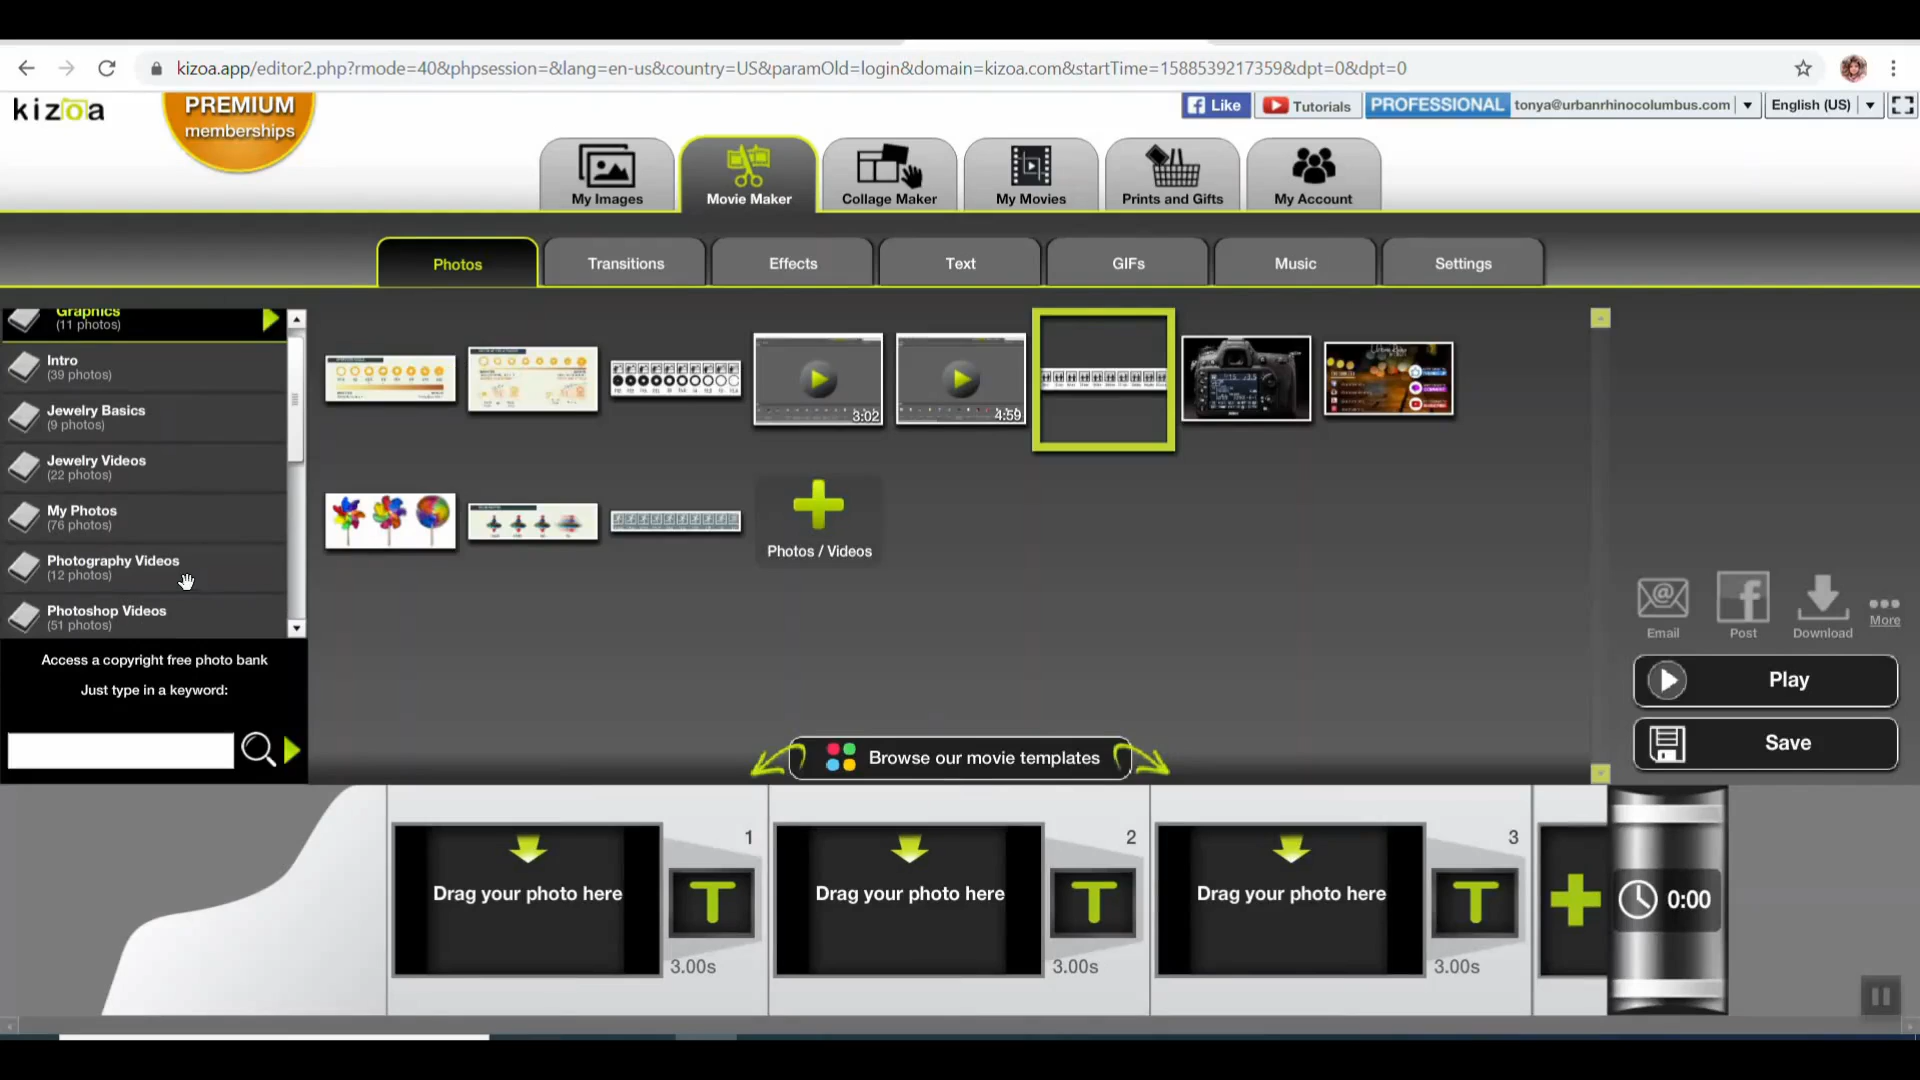 kizoa.app/editor2.php?rmode=40&phpsession=&lang=en-us&country=US&paramOld=login&domain=kizoa.com&startTime=1588539217359&dpt=0&dpt=0
kizoa
PREMIUM
memberships
Like
Tutorials
PROFESSIONAL
tonya@urbanrhinocolumbus.com
English (US)
My Images
Movie Maker
Collage Maker
My Movies
Prints and Gifts
My Account
Photos
Transitions
Effects
Text
GIFs
Music
Settings
Graphics
(11 photos)
Intro
(39 photos)
Jewelry Basics
(9 photos)
Jewelry Videos
(22 photos)
My Photos
(76 photos)
Photography Videos
(12 photos)
Photoshop Videos
(51 photos)
3:02
4:59
Photos / Videos
Access a copyright free photo bank
Just type in a keyword:
Email
Post
Download
More
Play
Save
Browse our movie templates
Drag your photo here
1
T
3.00s
Drag your photo here
2
T
3.00s
Drag your photo here
3
T
3.00s
0:00